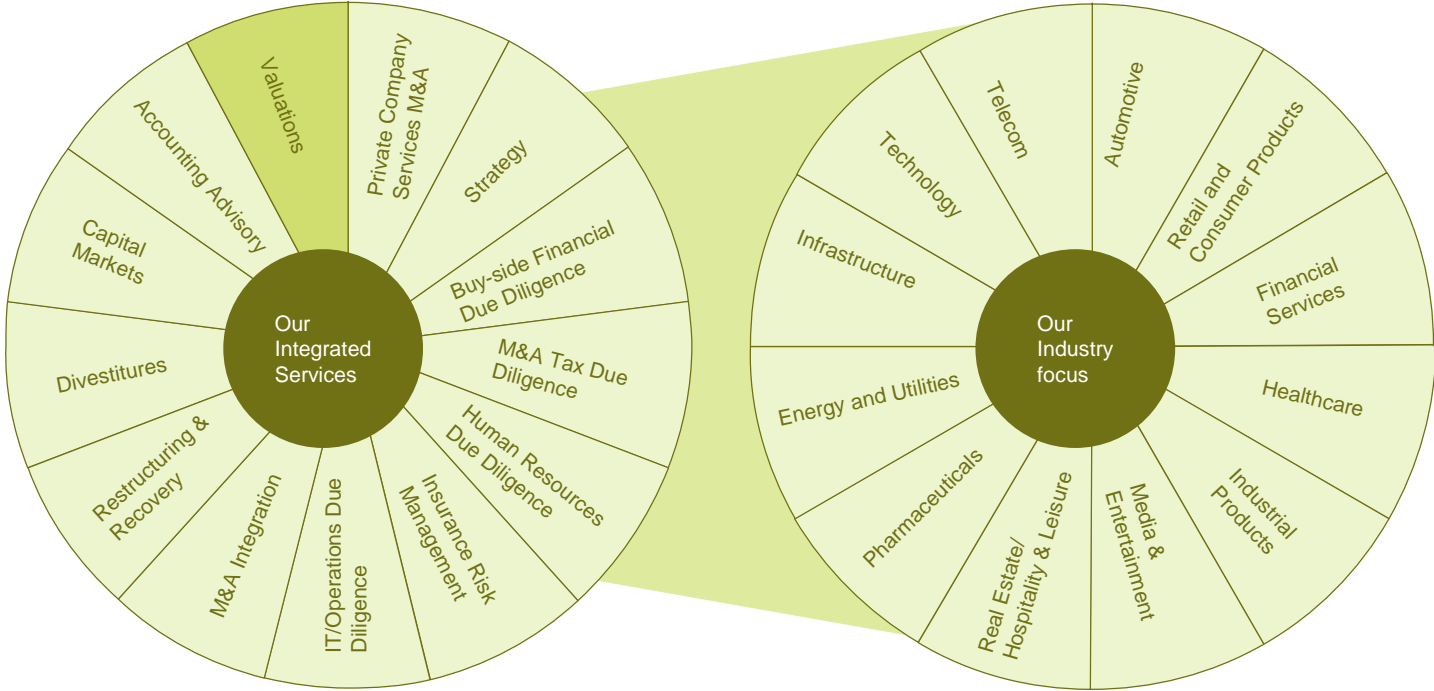 Our
Integrated
Services
Valuations
Private Company
Services M&A
Strategy
Buy-side Financial
Due Diligence
M&A Tax Due
Diligence
Human Resources
Due Diligence
Insurance Risk
Management
IT/Operations Due
Diligence
M&A Integration
Restructuring &
Recovery
Divestitures
Capital
Markets
Accounting Advisory
Our
Industry
focus
Automotive
Retail and
Consumer Products
Financial
Services
Healthcare
Industrial
Products
Media &
Entertainment
Real Estate/
Hospitality & Leisure
Pharmaceuticals
Energy and Utilities
Infrastructure
Technology
Telecom